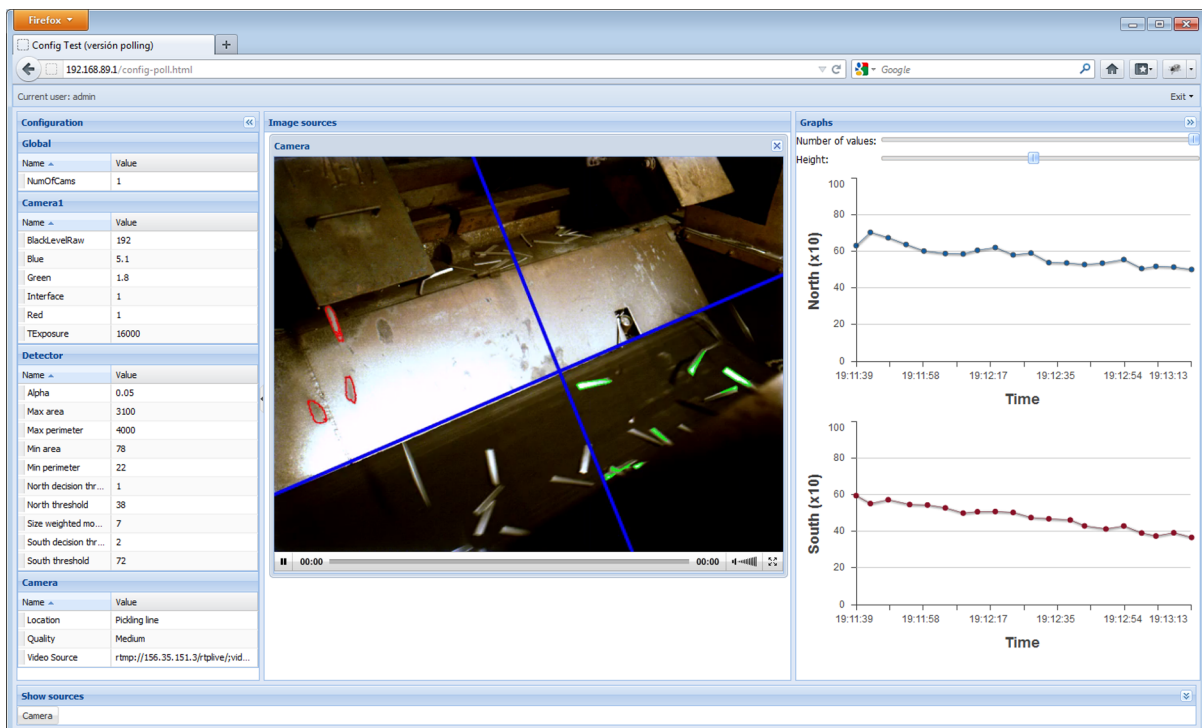 Firefox
Config Test (versión polling)
192.168.89.1/config-poll.html
Google
Current user: admin
Exit
Configuration
Global
Name Value
NumOfCams 1
Camera1
Name Value
BlackLevelRaw 192
Blue 5.1
Green 1.8
Interface 1
Red 1
TExposure 16000
Detector
Name Value
Alpha 0.05
Max area 3100
Max perimeter 4000
Min area 78
Min perimeter 22
North decision thr... 1
North threshold 38
Size weighted mo... 7
South decision thr... 2
South threshold 72
Camera
Name Value
Location Pickling line
Quality Medium
Video Source rtmp://156.35.151.3/rtplive/;vid...
Image sources
Camera
00:00 00:00
Graphs
Number of values:
Height:
100
80
60
40
20
0
North (x10)
19:11:39 19:11:58 19:12:17 19:12:35 19:12:54 19:13:13
Time
100
80
60
40
20
0
South (x10)
19:11:39 19:11:58 19:12:17 19:12:35 19:12:54 19:13:13
Time
Show sources
Camera